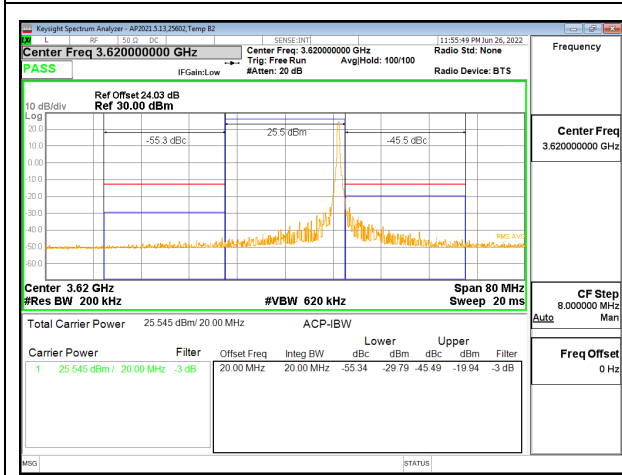 Keysight Spectrum Analyzer - AP2021.5.13,25602,Temp B2
LXI L RF 50 Ω DC SENSE:INT 11:55:49 PM Jun 26, 2022
Center Freq 3.620000000 GHz Center Freq: 3.620000000 GHz Radio Std: None Frequency
Trig: Free Run Avg|Hold: 100/100
PASS IFGain:Low #Atten: 20 dB Radio Device: BTS
Ref Offset 24.03 dB
10 dB/div Ref 30.00 dBm
Log
20.0
10.0
0.00
-10.0
-20.0
-30.0
-40.0
-50.0
-60.0
-55.3 dBc 25.5 dBm -45.5 dBc
RMS AVG
Center Freq
3.620000000 GHz
Center 3.62 GHz Span 80 MHz
#Res BW 200 kHz #VBW 620 kHz Sweep 20 ms
CF Step
8.000000 MHz
Auto Man
Total Carrier Power 25.545 dBm/ 20.00 MHz ACP-IBW
Lower Upper
Carrier Power Filter Offset Freq Integ BW dBc dBm dBc dBm Filter
1 25.545 dBm / 20.00 MHz -3 dB 20.00 MHz 20.00 MHz -55.34 -29.79 -45.49 -19.94 -3 dB
Freq Offset
0 Hz
MSG STATUS